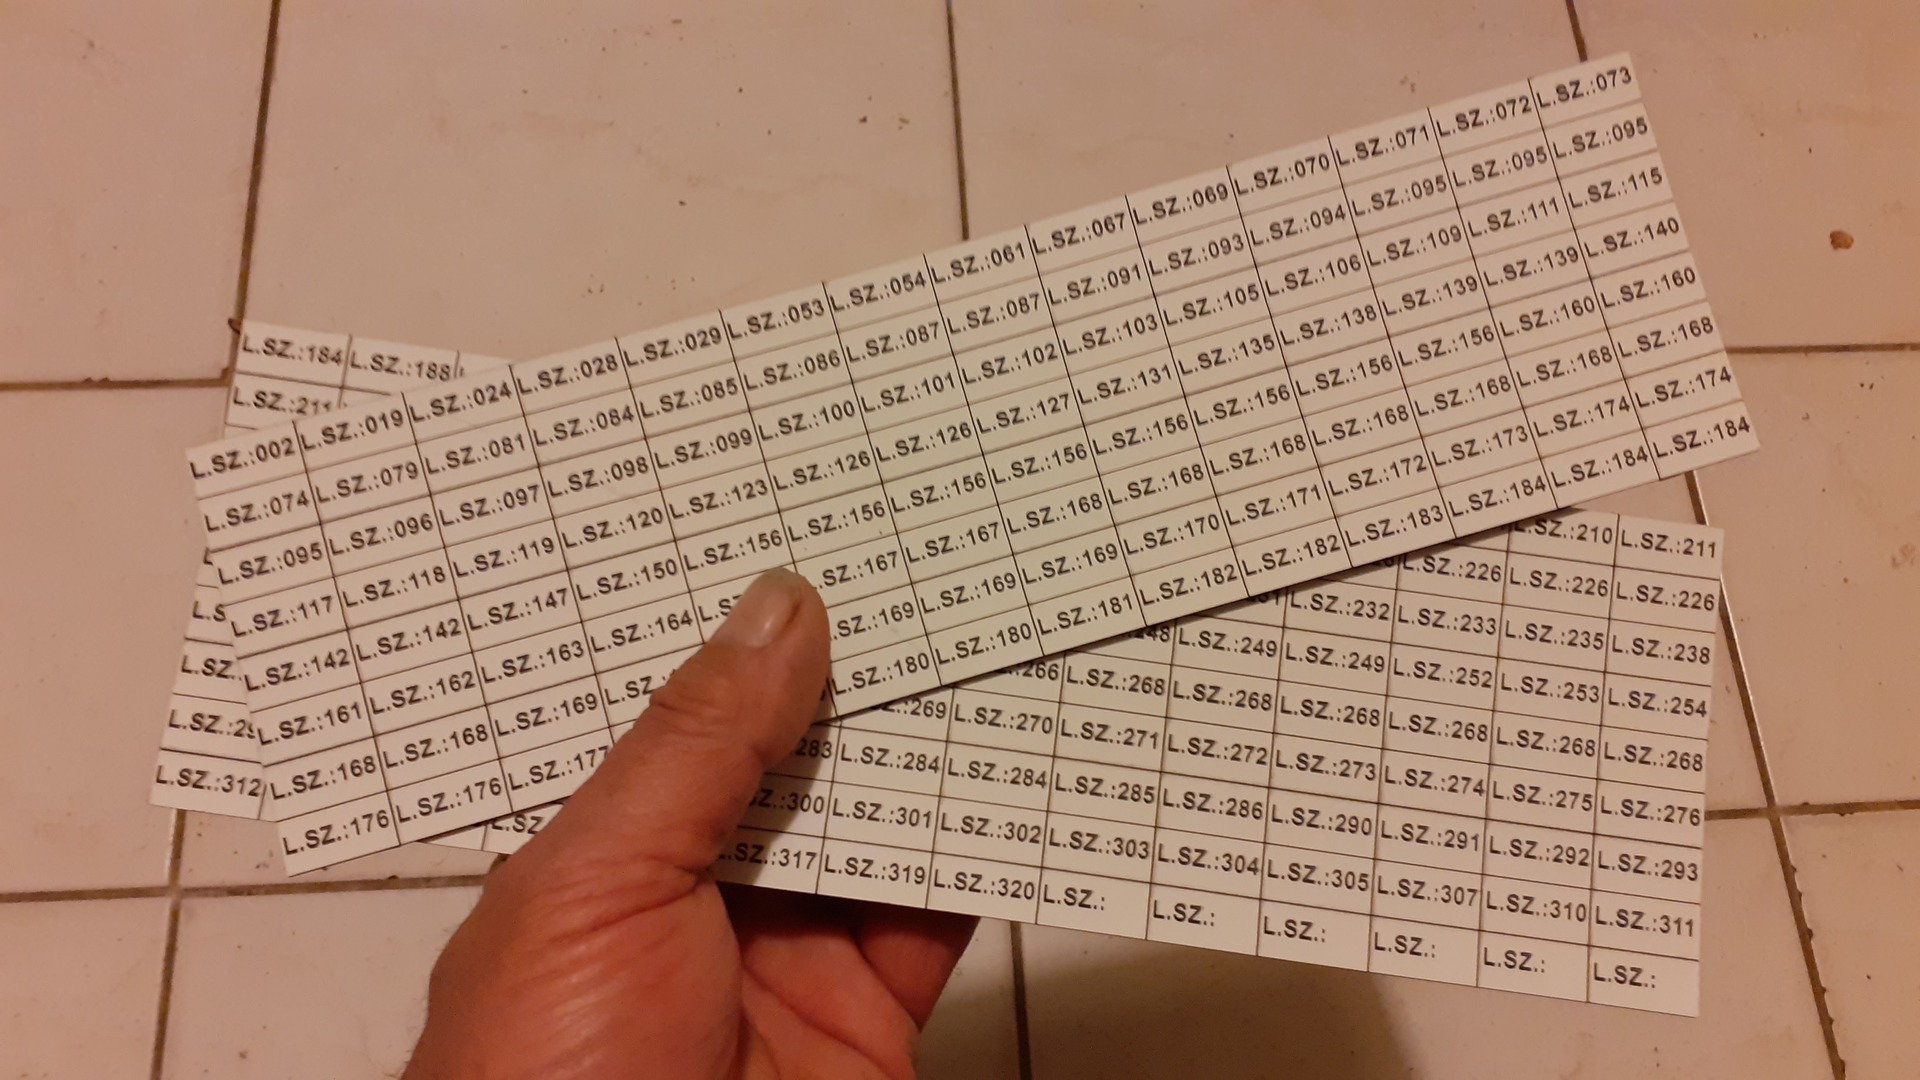 L.SZ.:002 L.SZ.:019 L.SZ.:024 L.SZ.:028 L.SZ.:029 L.SZ.:053 L.SZ.:054 L.SZ.:061 L.SZ.:067 L.SZ.:069 L.SZ.:070 L.SZ.:071 L.SZ.:072 L.SZ.:073
L.SZ.:074 L.SZ.:079 L.SZ.:081 L.SZ.:084 L.SZ.:085 L.SZ.:086 L.SZ.:087 L.SZ.:087 L.SZ.:091 L.SZ.:093 L.SZ.:094 L.SZ.:095 L.SZ.:095 L.SZ.:095
L.SZ.:095 L.SZ.:096 L.SZ.:097 L.SZ.:098 L.SZ.:099 L.SZ.:100 L.SZ.:101 L.SZ.:102 L.SZ.:103 L.SZ.:105 L.SZ.:106 L.SZ.:109 L.SZ.:111 L.SZ.:115
L.SZ.:117 L.SZ.:118 L.SZ.:119 L.SZ.:120 L.SZ.:123 L.SZ.:126 L.SZ.:126 L.SZ.:127 L.SZ.:131 L.SZ.:135 L.SZ.:138 L.SZ.:139 L.SZ.:139 L.SZ.:140
L.SZ.:142 L.SZ.:142 L.SZ.:147 L.SZ.:150 L.SZ.:156 L.SZ.:156 L.SZ.:156 L.SZ.:156 L.SZ.:156 L.SZ.:156 L.SZ.:156 L.SZ.:156 L.SZ.:160 L.SZ.:160
L.SZ.:161 L.SZ.:162 L.SZ.:163 L.SZ.:164 L.SZ.:167 L.SZ.:167 L.SZ.:168 L.SZ.:168 L.SZ.:168 L.SZ.:168 L.SZ.:168 L.SZ.:168 L.SZ.:168
L.SZ.:168 L.SZ.:168 L.SZ.:169 L.SZ.:169 L.SZ.:169 L.SZ.:169 L.SZ.:170 L.SZ.:171 L.SZ.:172 L.SZ.:173 L.SZ.:174 L.SZ.:174
L.SZ.:176 L.SZ.:176 L.SZ.:177 L.SZ.:180 L.SZ.:180 L.SZ.:181 L.SZ.:182 L.SZ.:182 L.SZ.:183 L.SZ.:184 L.SZ.:184 L.SZ.:184
L.SZ.:184 L.SZ.:188 L.SZ.:210 L.SZ.:211
L.SZ.:211 L.SZ.:226 L.SZ.:226 L.SZ.:226
L.SZ.:232 L.SZ.:233 L.SZ.:235 L.SZ.:238
L.SZ.:249 L.SZ.:249 L.SZ.:252 L.SZ.:253 L.SZ.:254
L.SZ.:268 L.SZ.:268 L.SZ.:268 L.SZ.:268 L.SZ.:268 L.SZ.:268
L.SZ.:270 L.SZ.:271 L.SZ.:272 L.SZ.:273 L.SZ.:274 L.SZ.:275 L.SZ.:276
L.SZ.:284 L.SZ.:284 L.SZ.:285 L.SZ.:286 L.SZ.:290 L.SZ.:291 L.SZ.:292 L.SZ.:293
L.SZ.:301 L.SZ.:302 L.SZ.:303 L.SZ.:304 L.SZ.:305 L.SZ.:307 L.SZ.:310 L.SZ.:311
L.SZ.:312 L.SZ.:317 L.SZ.:319 L.SZ.:320 L.SZ.: L.SZ.: L.SZ.: L.SZ.: L.SZ.: L.SZ.: